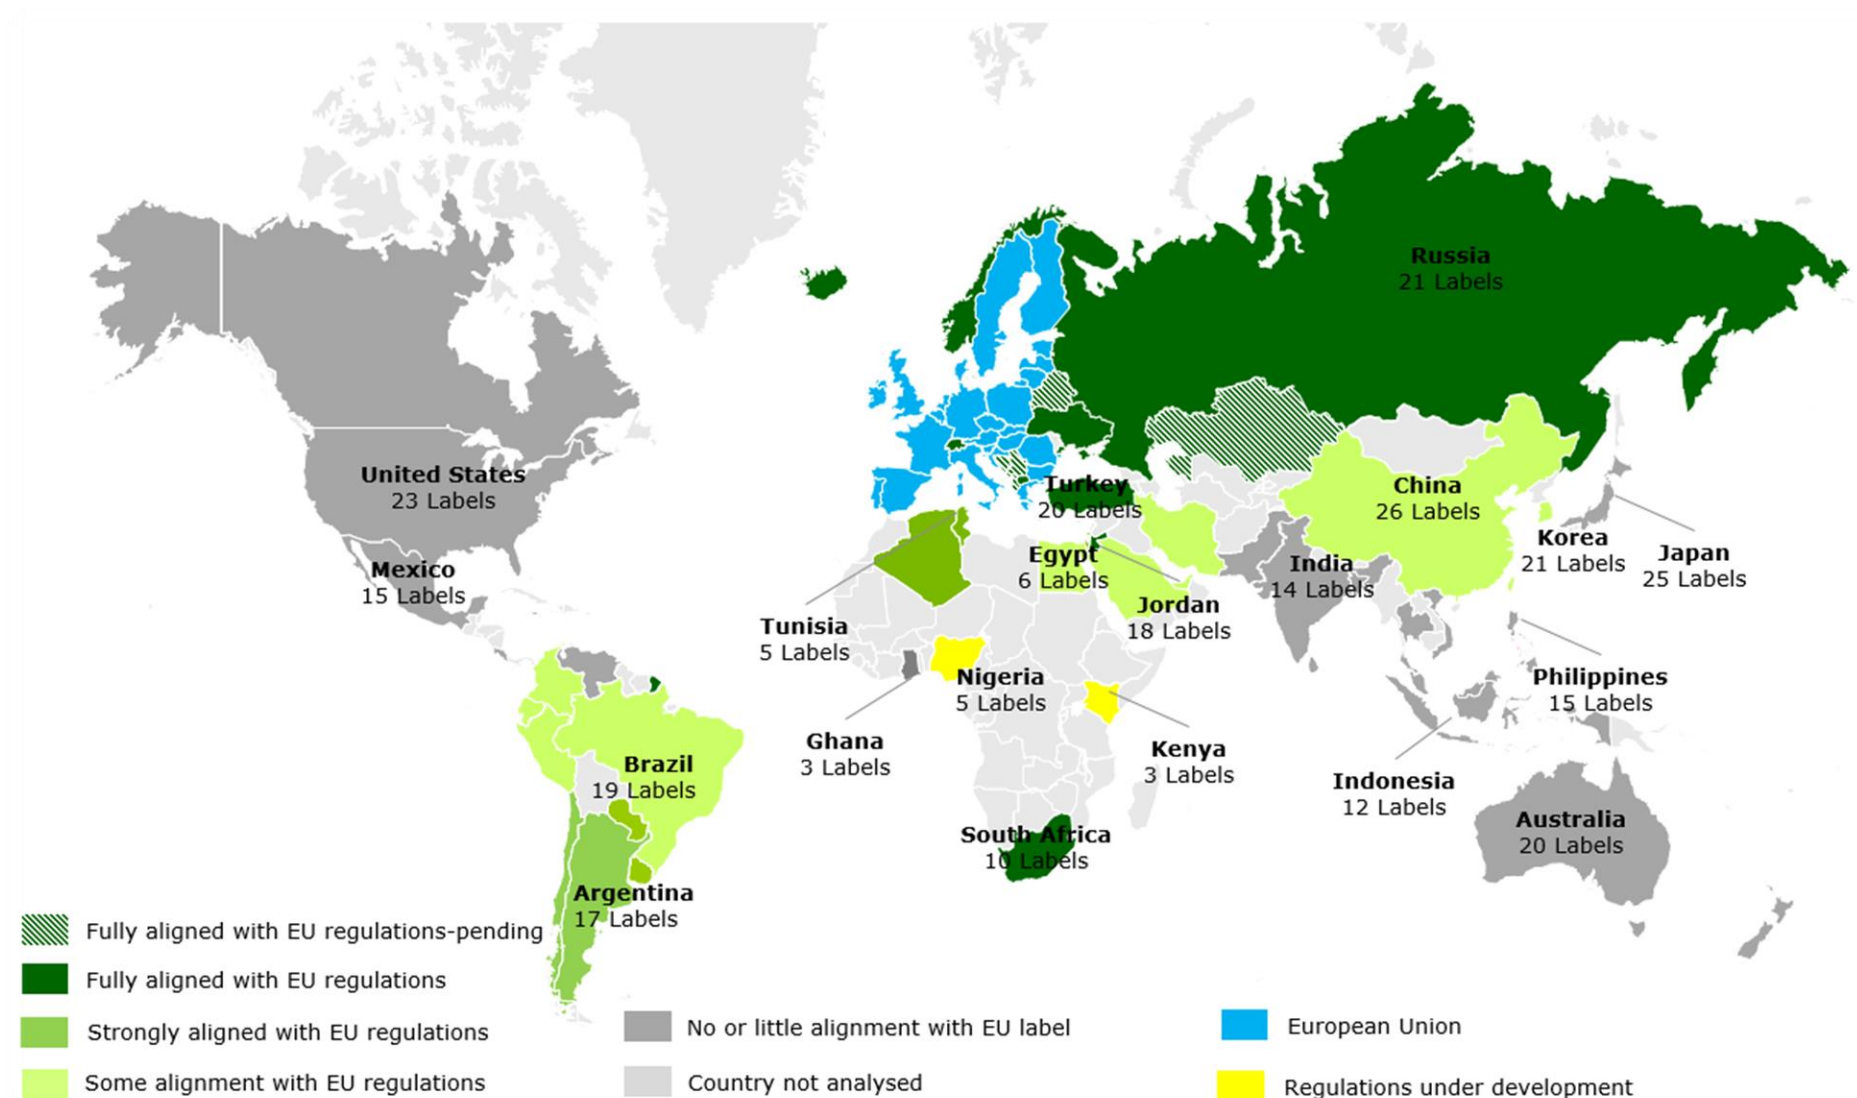 Russia
21 Labels
United States
23 Labels
Turkey
20 Labels
China
26 Labels
Korea
21 Labels
Japan
25 Labels
Mexico
15 Labels
Egypt
6 Labels
India
14 Labels
Jordan
18 Labels
Tunisia
5 Labels
Nigeria
5 Labels
Philippines
15 Labels
Ghana
3 Labels
Kenya
3 Labels
Brazil
19 Labels
Indonesia
12 Labels
South Africa
10 Labels
Australia
20 Labels
Argentina
17 Labels
Fully aligned with EU regulations-pending
Fully aligned with EU regulations
Strongly aligned with EU regulations
Some alignment with EU regulations
No or little alignment with EU label
Country not analysed
European Union
Regulations under development